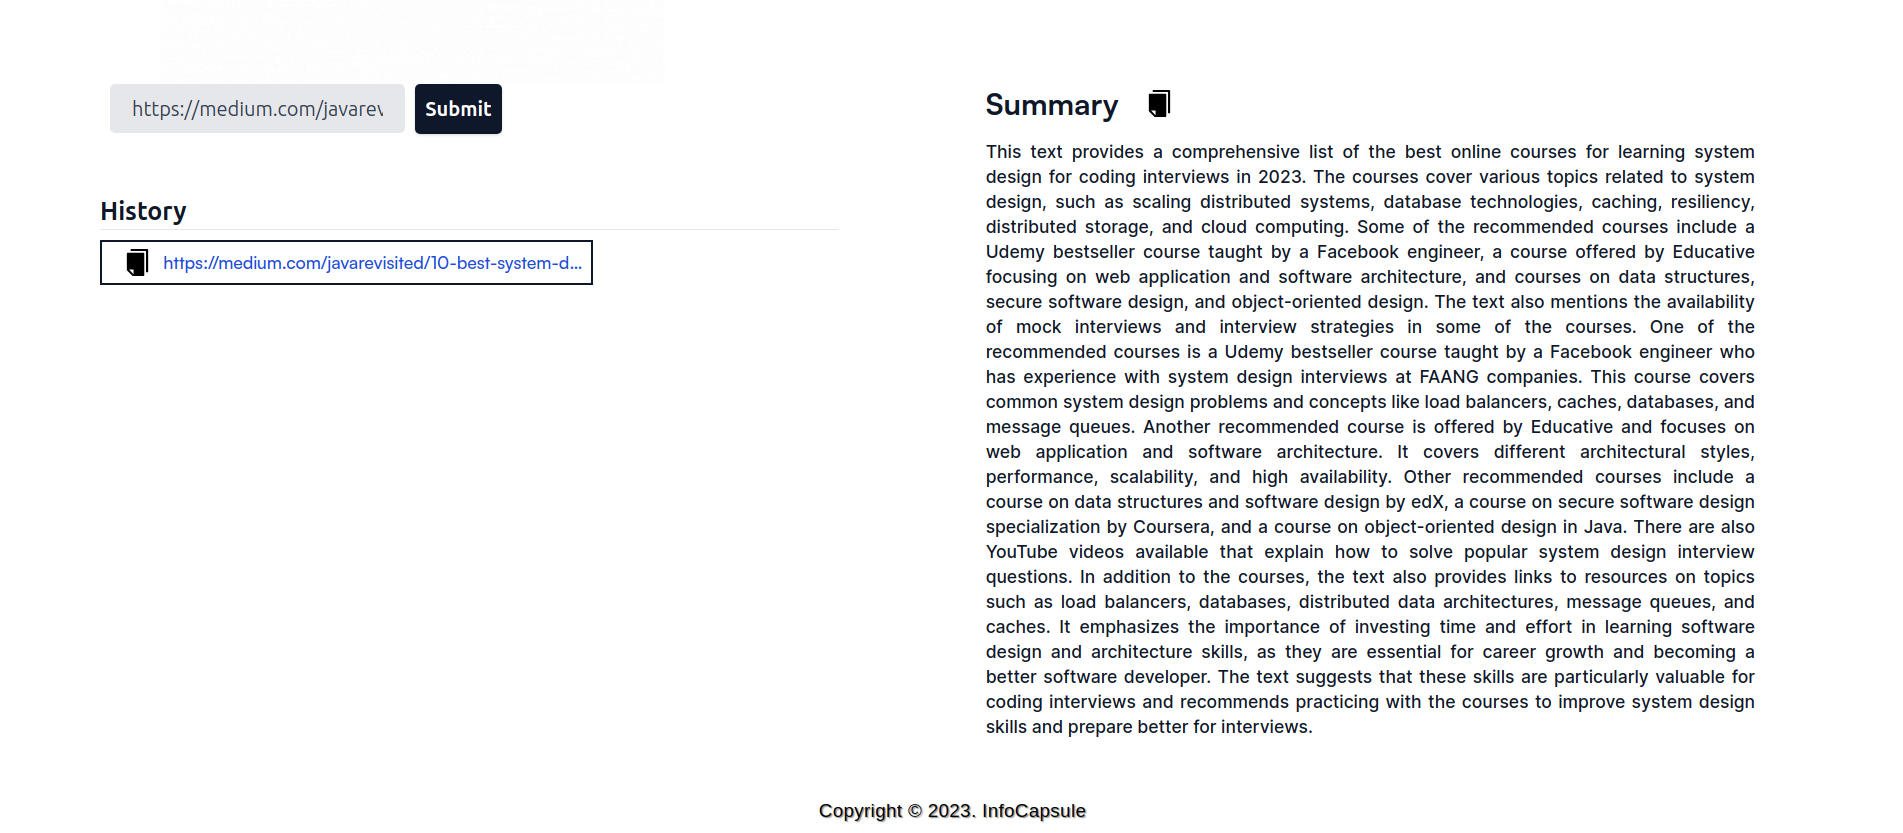 https://medium.com/javarev
Submit
History
https://medium.com/javarevisited/10-best-system-d...
Summary
This text provides a comprehensive list of the best online courses for learning system
design for coding interviews in 2023. The courses cover various topics related to system
design, such as scaling distributed systems, database technologies, caching, resiliency,
distributed storage, and cloud computing. Some of the recommended courses include a
Udemy bestseller course taught by a Facebook engineer, a course offered by Educative
focusing on web application and software architecture, and courses on data structures,
secure software design, and object-oriented design. The text also mentions the availability
of mock interviews and interview strategies in some of the courses. One of the
recommended courses is a Udemy bestseller course taught by a Facebook engineer who
has experience with system design interviews at FAANG companies. This course covers
common system design problems and concepts like load balancers, caches, databases, and
message queues. Another recommended course is offered by Educative and focuses on
web application and software architecture. It covers different architectural styles,
performance, scalability, and high availability. Other recommended courses include a
course on data structures and software design by edX, a course on secure software design
specialization by Coursera, and a course on object-oriented design in Java. There are also
YouTube videos available that explain how to solve popular system design interview
questions. In addition to the courses, the text also provides links to resources on topics
such as load balancers, databases, distributed data architectures, message queues, and
caches. It emphasizes the importance of investing time and effort in learning software
design and architecture skills, as they are essential for career growth and becoming a
better software developer. The text suggests that these skills are particularly valuable for
coding interviews and recommends practicing with the courses to improve system design
skills and prepare better for interviews.
Copyright © 2023. InfoCapsule